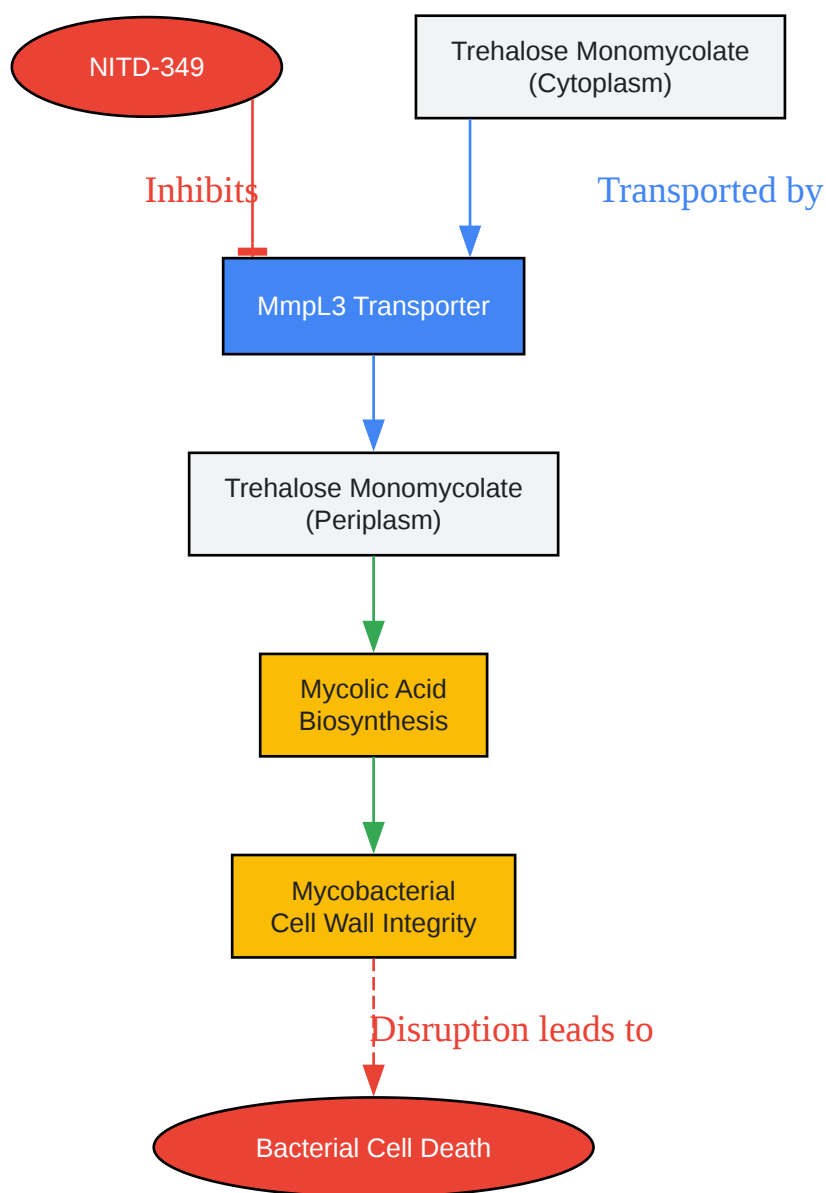 NITD-349
Trehalose Monomycolate
(Cytoplasm)
Inhibits
Transported by
MmpL3 Transporter
Trehalose Monomycolate
(Periplasm)
Mycolic Acid
Biosynthesis
Mycobacterial
Cell Wall Integrity
Disruption leads to
Bacterial Cell Death